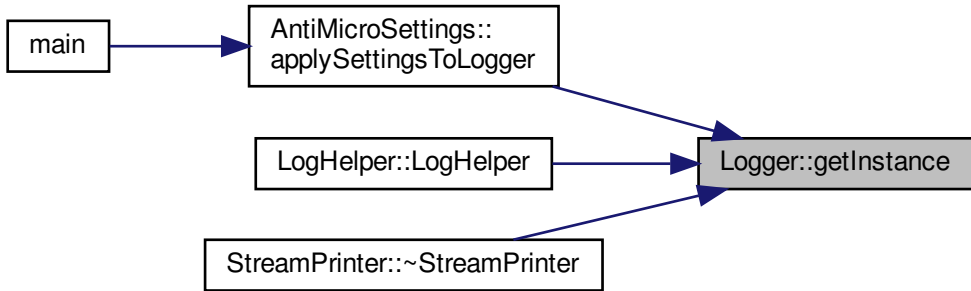 main
AntiMicroSettings::
applySettingsToLogger
LogHelper::LogHelper
Logger::getInstance
StreamPrinter::~StreamPrinter